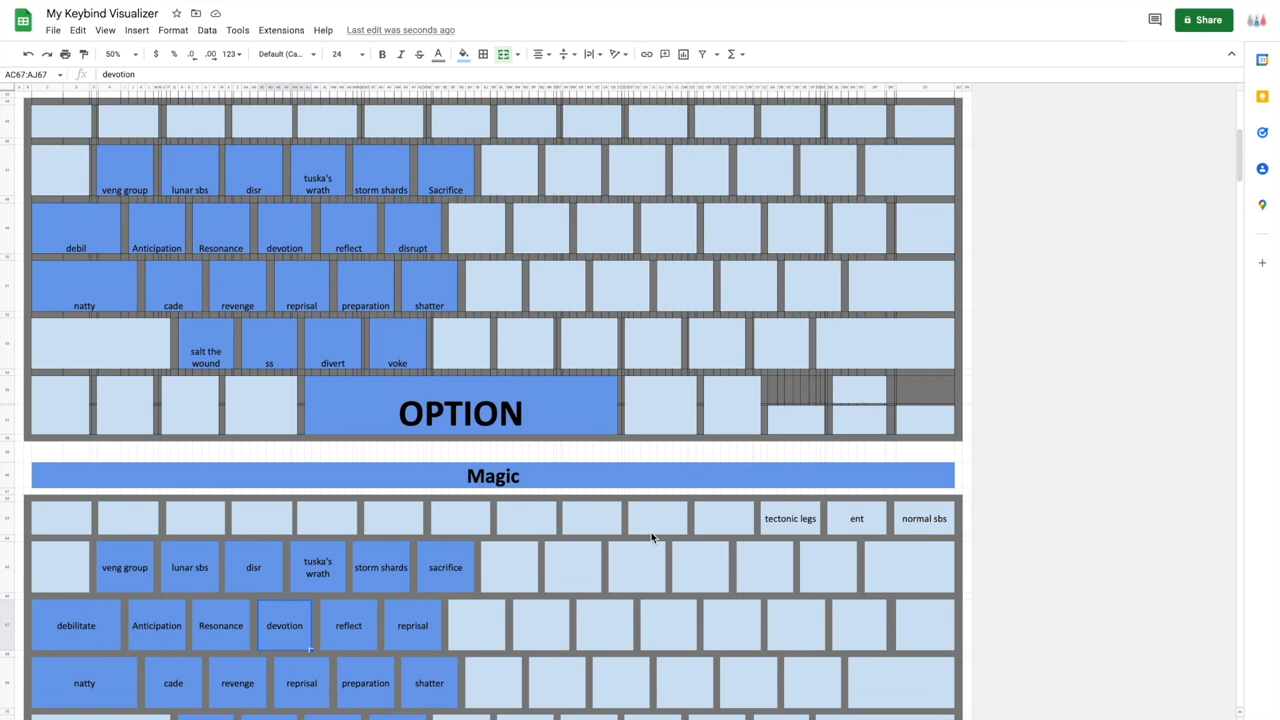 My Keybind Visualizer
File Edit View Insert Format Data Tools Extensions Help Last edit was seconds ago
Share
50% $ % .0 .00 123 Default (Ca... 24 B I S A
AC67:AJ67 fx devotion
veng group lunar sbs disr tuska's wrath storm shards Sacrifice
debil Anticipation Resonance devotion reflect disrupt
natty cade revenge reprisal preparation shatter
salt the wound ss divert voke
OPTION
Magic
tectonic legs ent normal sbs
veng group lunar sbs disr tuska's wrath storm shards sacrifice
debilitate Anticipation Resonance devotion reflect reprisal
natty cade revenge reprisal preparation shatter